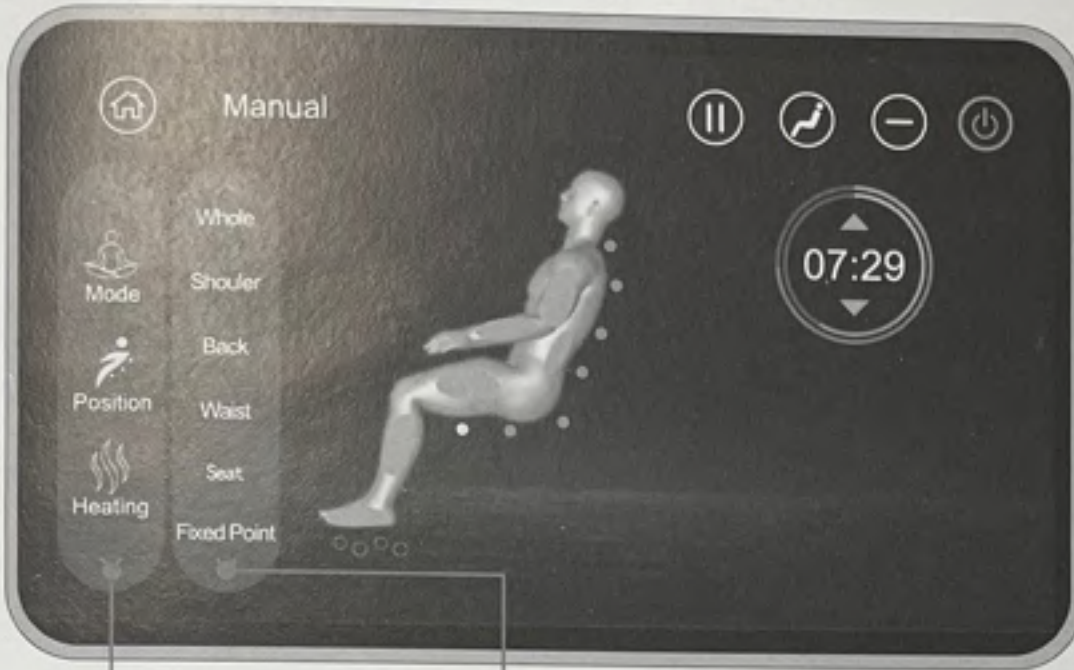 Manual
07:29
Mode
Position
Heating
Whole
Shouler
Back
Waist
Seat
Fixed Point